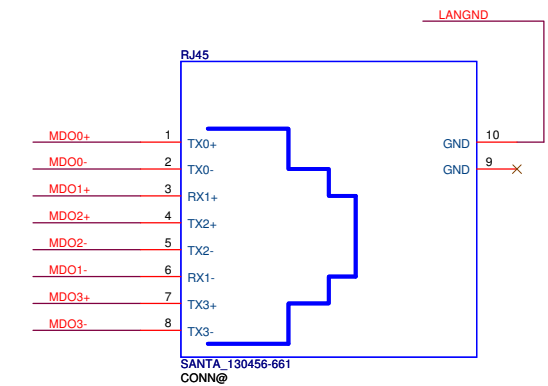 LANGND
RJ45
MDO0+ 1 TX0+ GND 10
MDO0- 2 TX0- GND 9
MDO1+ 3 RX1+
MDO2+ 4 TX2+
MDO2- 5 TX2-
MDO1- 6 RX1-
MDO3+ 7 TX3+
MDO3- 8 TX3-
SANTA_130456-661
CONN@